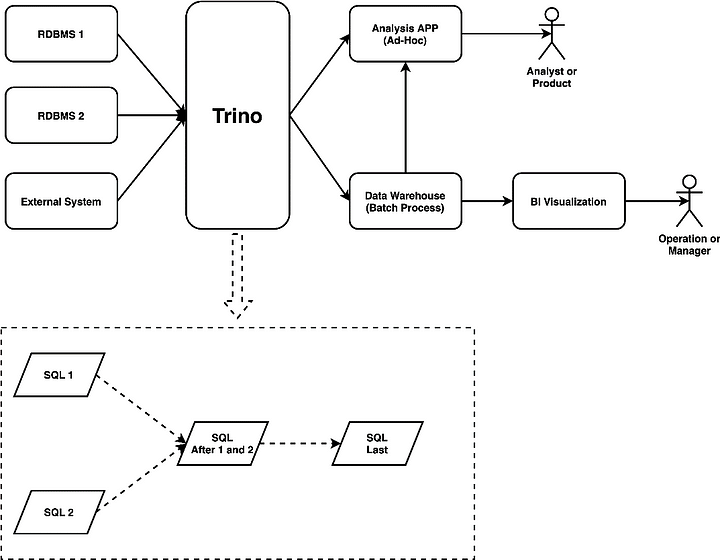 RDBMS 1
RDBMS 2
External System
Trino
Analysis APP
(Ad-Hoc)
Analyst or
Product
Data Warehouse
(Batch Process)
BI Visualization
Operation or
Manager
SQL 1
SQL 2
SQL
After 1 and 2
SQL
Last